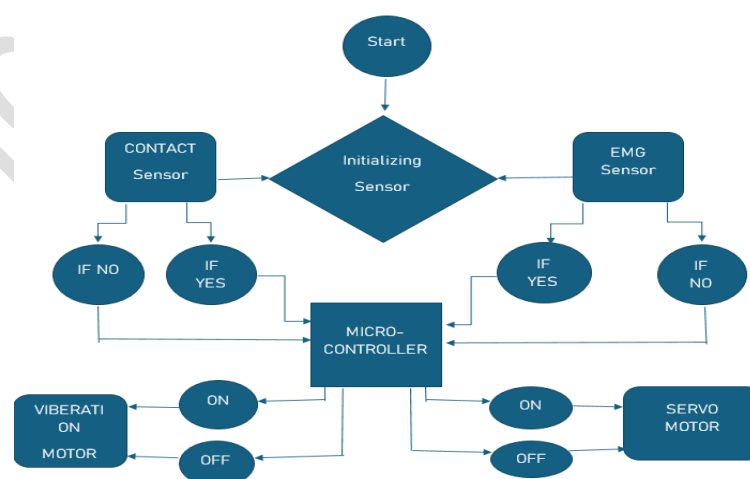 Start
CONTACT
Sensor
Initializing
Sensor
EMG
Sensor
IF NO
IF
YES
IF
YES
IF
NO
MICRO-
CONTROLLER
ON
OFF
ON
OFF
VIBERATI
ON
MOTOR
SERVO
MOTOR